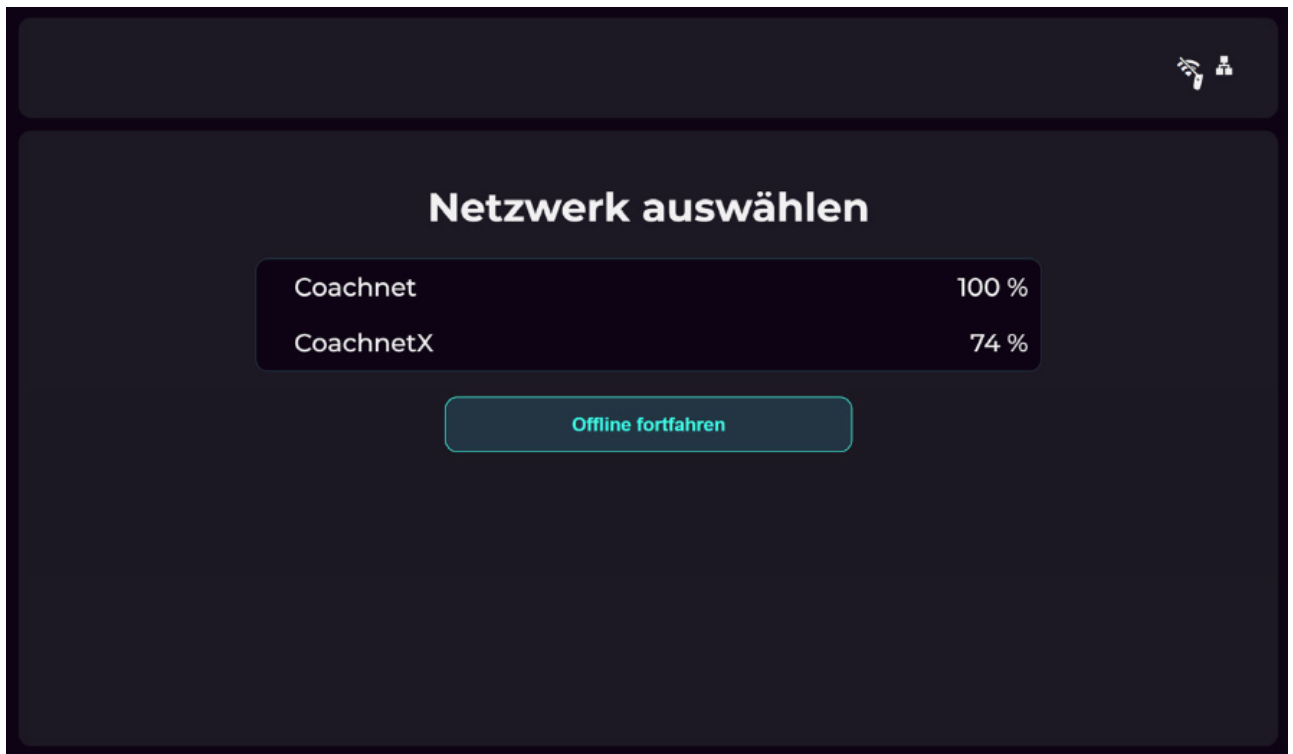 Netzwerk auswählen
Coachnet 100 %
CoachnetX 74 %
Offline fortfahren